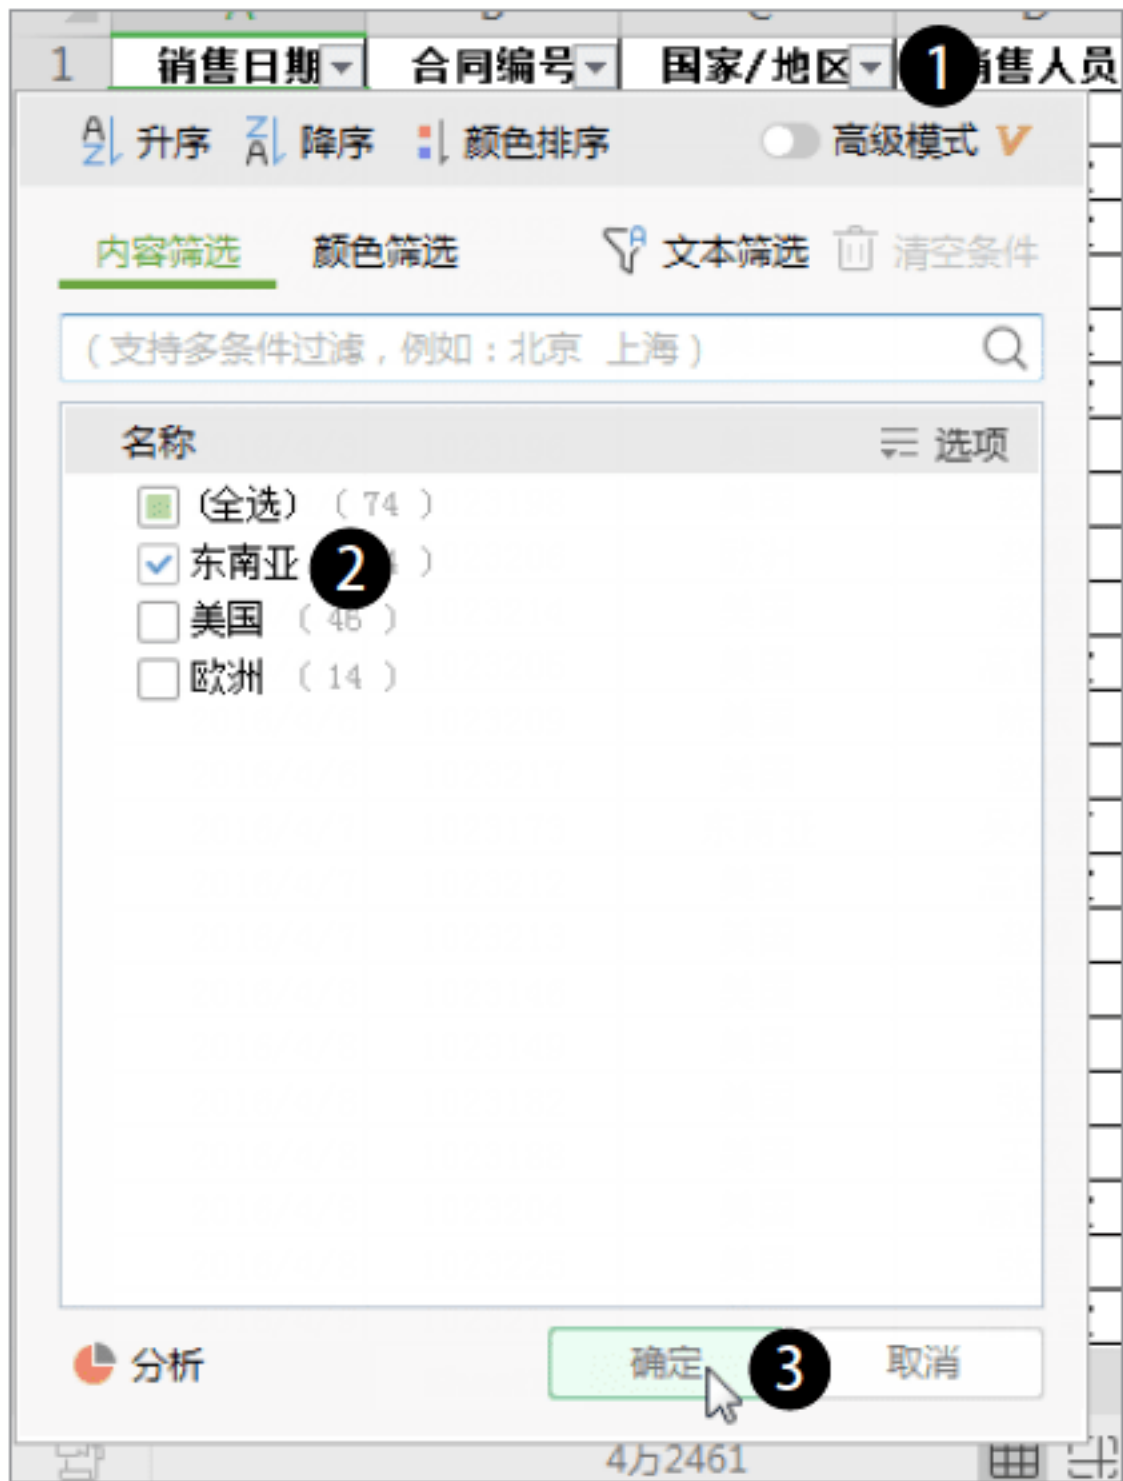 1 销售日期 合同编号 国家/地区 1 售人员
升序 降序 颜色排序 高级模式
内容筛选 颜色筛选 文本筛选 清空条件
(支持多条件过滤，例如：北京 上海)
名称 选项
(全选) (74)
东南亚 2 )
美国 (46)
欧洲 (14)
分析 确定 3 取消
4万2461